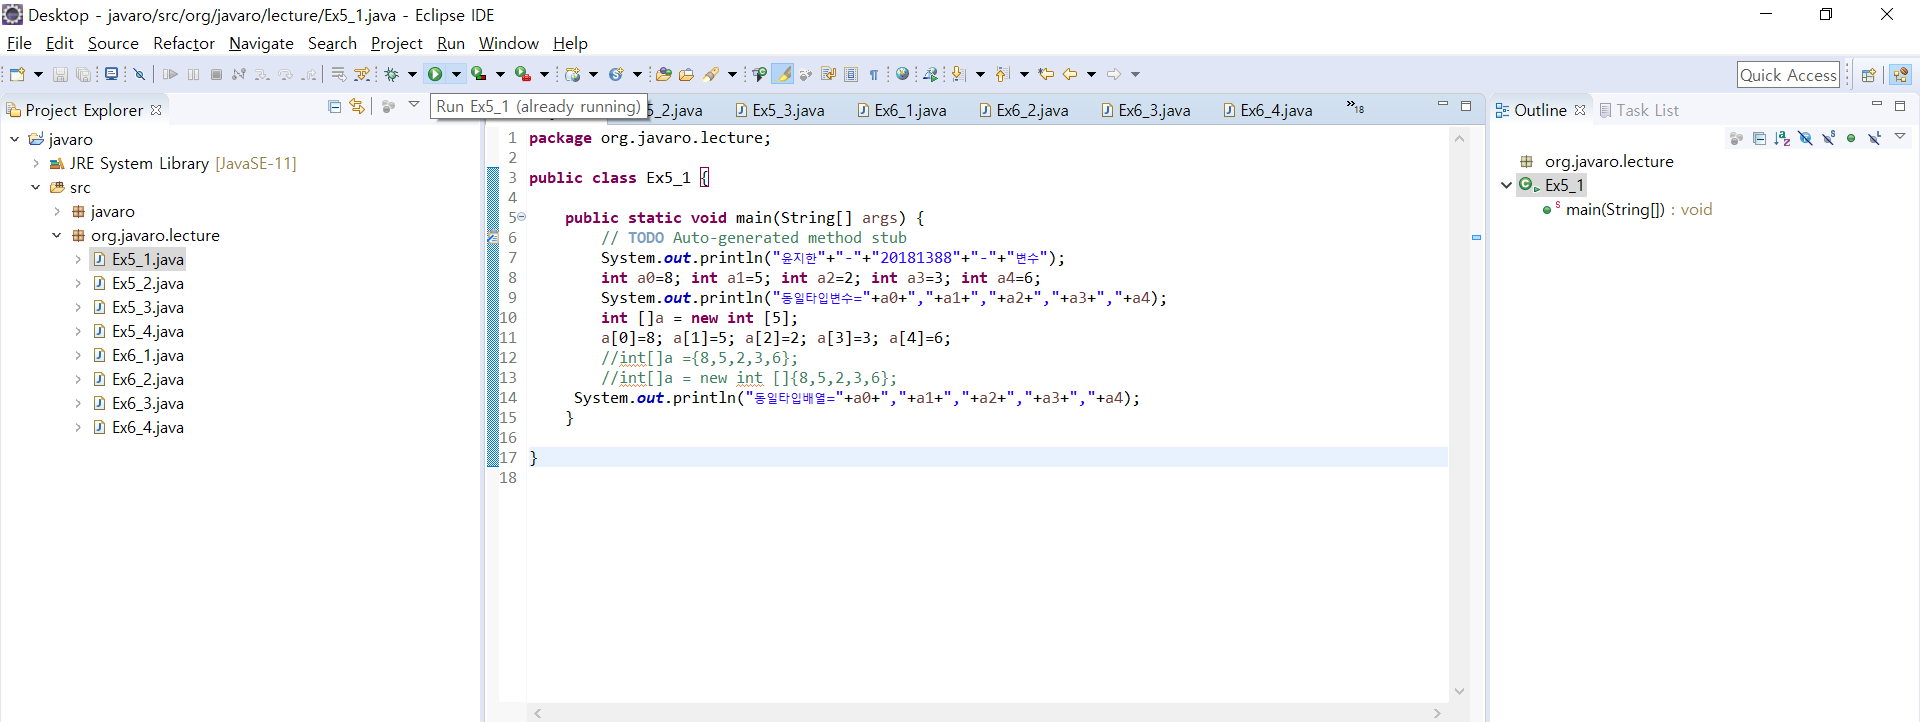 Desktop - javaro/src/org/javaro/lecture/Ex5_1.java - Eclipse IDE
File Edit Source Refactor Navigate Search Project Run Window Help
Quick Access
Project Explorer
Run Ex5_1 (already running)
5_2.java Ex5_3.java Ex6_1.java Ex6_2.java Ex6_3.java Ex6_4.java »18
Outline Task List
javaro
JRE System Library [JavaSE-11]
src
javaro
org.javaro.lecture
Ex5_1.java
Ex5_2.java
Ex5_3.java
Ex5_4.java
Ex6_1.java
Ex6_2.java
Ex6_3.java
Ex6_4.java
1 package org.javaro.lecture;
2
3 public class Ex5_1 {
4
5 public static void main(String[] args) {
6 // TODO Auto-generated method stub
7 System.out.println("윤지한"+"-"+"20181388"+"-"+"변수");
8 int a0=8; int a1=5; int a2=2; int a3=3; int a4=6;
9 System.out.println("동일타입변수="+a0+","+a1+","+a2+","+a3+","+a4);
10 int []a = new int [5];
11 a[0]=8; a[1]=5; a[2]=2; a[3]=3; a[4]=6;
12 //int[]a ={8,5,2,3,6};
13 //int[]a = new int []{8,5,2,3,6};
14 System.out.println("동일타입배열="+a0+","+a1+","+a2+","+a3+","+a4);
15 }
16
17 }
18
org.javaro.lecture
Ex5_1
main(String[]) : void